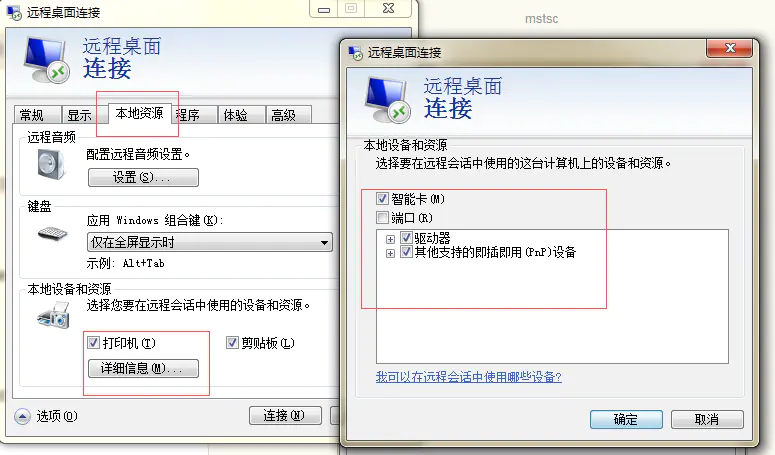 mstsc
远程桌面连接
远程桌面
连接
常规
显示
本地资源
程序
体验
高级
远程音频
配置远程音频设置。
设置(S)...
键盘
应用 Windows 组合键(K):
仅在全屏显示时
示例: Alt+Tab
本地设备和资源
选择您要在远程会话中使用的设备和资源。
打印机(T)
剪贴板(L)
详细信息(M)...
选项(O)
连接(N)
远程桌面连接
远程桌面
连接
本地设备和资源
选择要在远程会话中使用的这台计算机上的设备和资源。
智能卡(M)
端口(R)
驱动器
其他支持的即插即用(PnP)设备
我可以在远程会话中使用哪些设备?
确定
取消